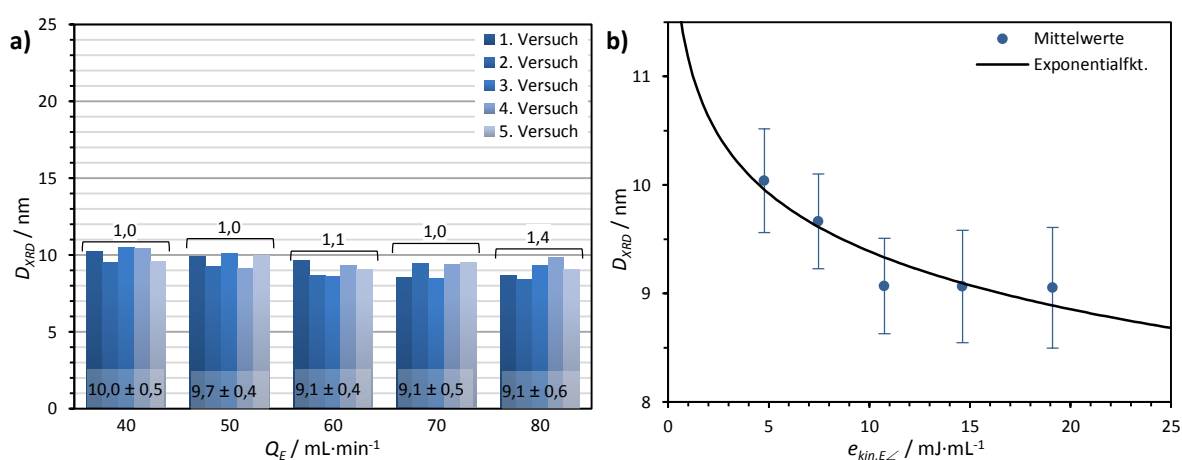 a)
25
20
15
10
5
0
D_XRD / nm
1. Versuch
2. Versuch
3. Versuch
4. Versuch
5. Versuch
1,0
1,0
1,1
1,0
1,4
10,0 ± 0,5
9,7 ± 0,4
9,1 ± 0,4
9,1 ± 0,5
9,1 ± 0,6
40
50
60
70
80
Q_E / mL·min⁻¹
b)
11
10
9
8
D_XRD / nm
Mittelwerte
Exponentialfkt.
0
5
10
15
20
25
e_kin,E∠ / mJ·mL⁻¹